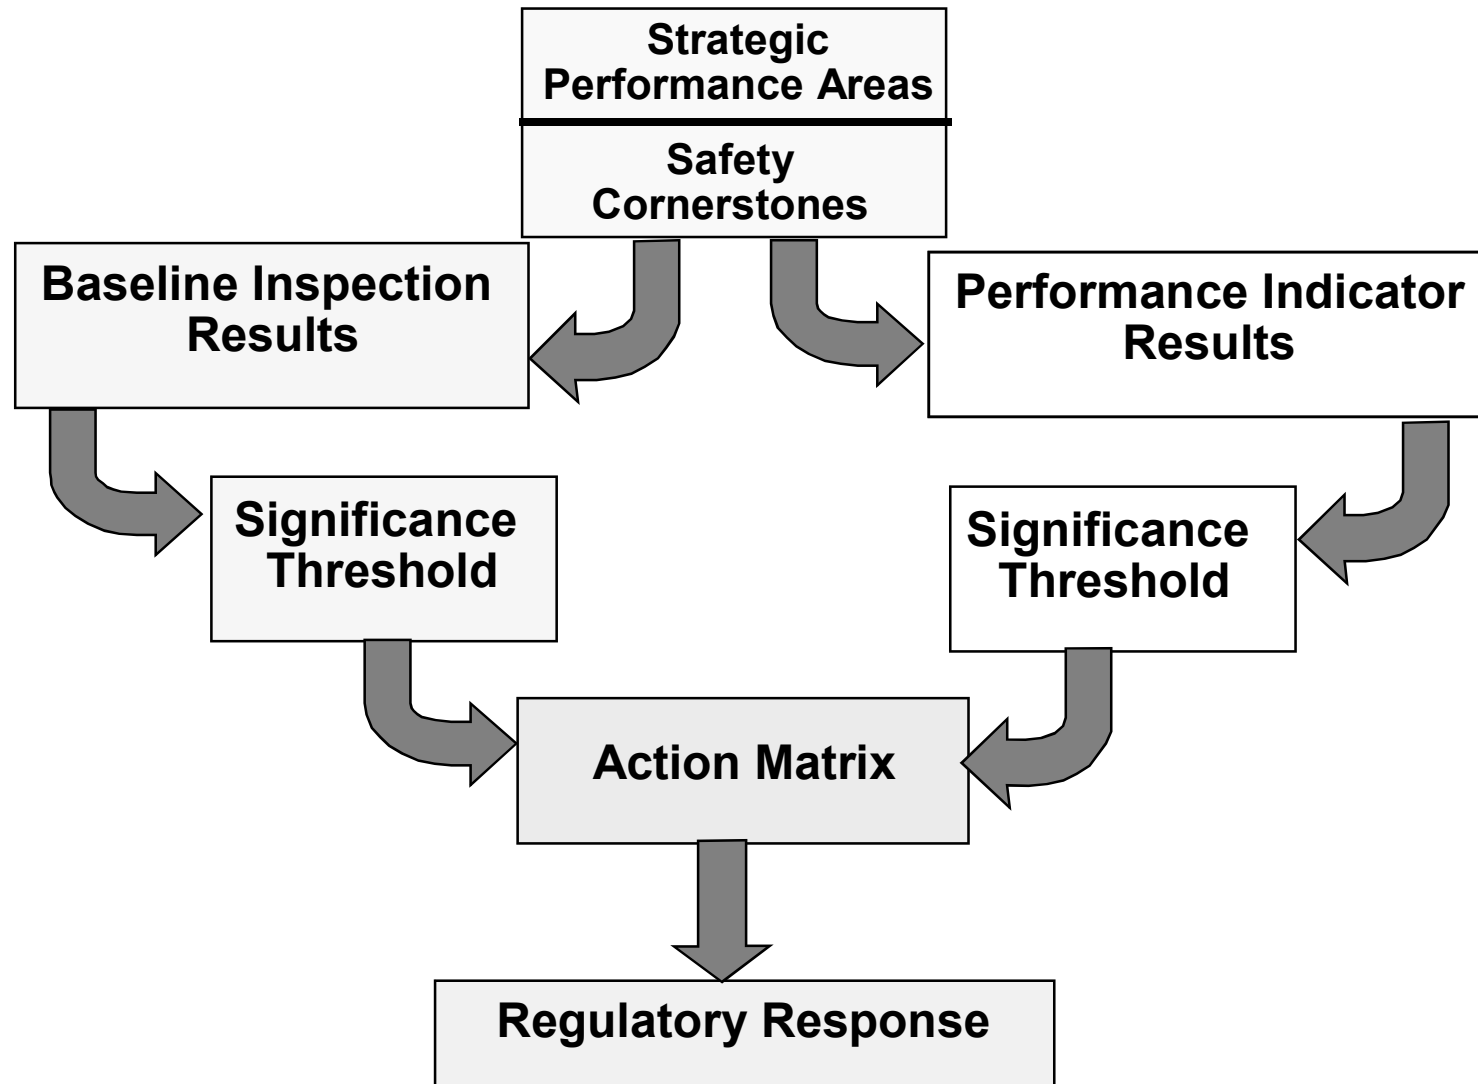 Strategic
Performance Areas
Safety
Cornerstones
Baseline Inspection
Results
Performance Indicator
Results
Significance
Threshold
Significance
Threshold
Action Matrix
Regulatory Response